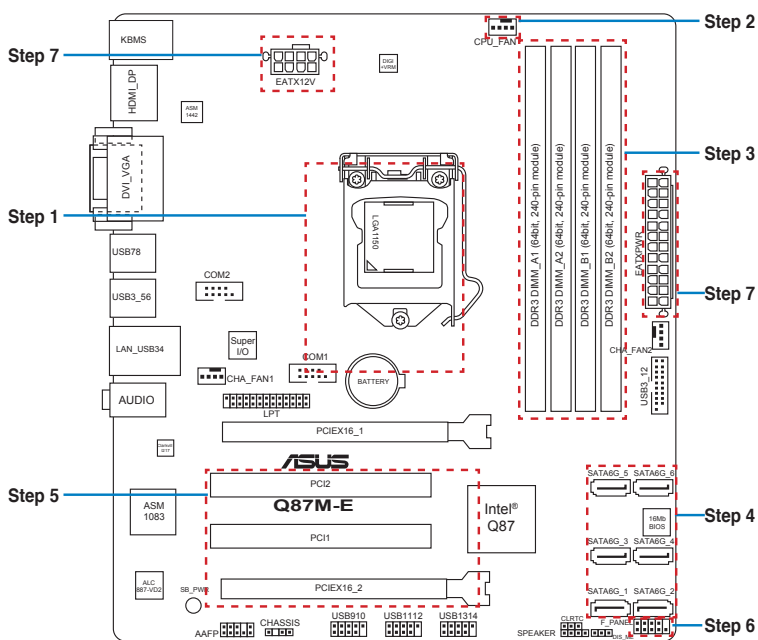 Step 2
KBMS
CPU_FAN
Step 7
EATX12V
DIGI
+VRM
HDMI_DP
ASM
1442
Step 3
DDR3 DIMM_A1 (64bit, 240-pin module)
DDR3 DIMM_A2 (64bit, 240-pin module)
DDR3 DIMM_B1 (64bit, 240-pin module)
DDR3 DIMM_B2 (64bit, 240-pin module)
DVI_VGA
Step 1
LGA1150
EATXPWR
USB78
COM2
Step 7
USB3_56
LAN_USB34
Super
I/O
CHA_FAN2
COM1
CHA_FAN1
BATTERY
USB3_12
AUDIO
LPT
PCIEX16_1
ASUS
SATA6G_5
SATA6G_6
PCI2
Step 5
Q87M-E
ASM
1083
Intel®
Q87
16Mb
BIOS
Step 4
PCI1
SATA6G_3
SATA6G_4
ALC
887-VD2
SB_PWR
PCIEX16_2
SATA6G_1
SATA6G_2
AAFP
CHASSIS
USB910
USB1112
USB1314
CLRTC
F_PANEL
SPEAKER
Step 6